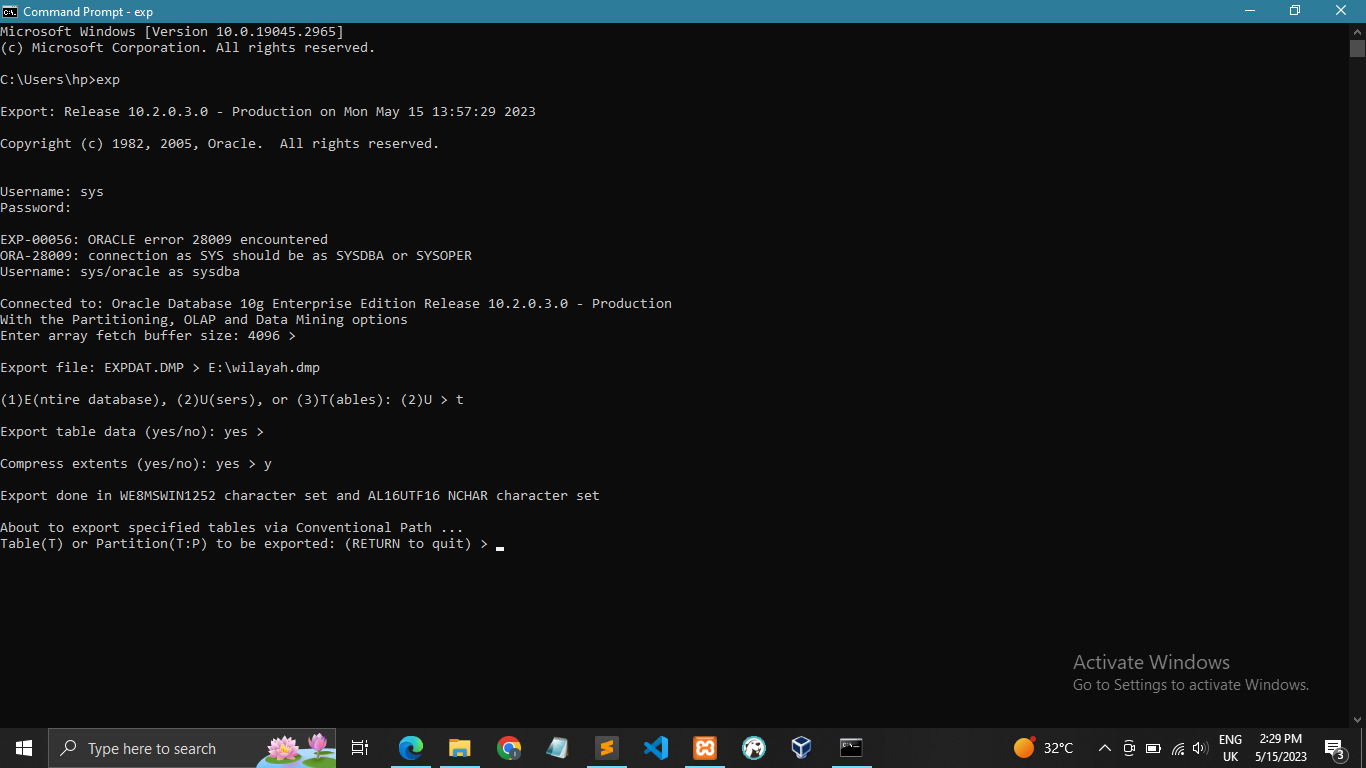 Command Prompt - exp
Microsoft Windows [Version 10.0.19045.2965]
(c) Microsoft Corporation. All rights reserved.
C:\Users\hp>exp
Export: Release 10.2.0.3.0 - Production on Mon May 15 13:57:29 2023
Copyright (c) 1982, 2005, Oracle.  All rights reserved.
Username: sys
Password:
EXP-00056: ORACLE error 28009 encountered
ORA-28009: connection as SYS should be as SYSDBA or SYSOPER
Username: sys/oracle as sysdba
Connected to: Oracle Database 10g Enterprise Edition Release 10.2.0.3.0 - Production
With the Partitioning, OLAP and Data Mining options
Enter array fetch buffer size: 4096 >
Export file: EXPDAT.DMP > E:\wilayah.dmp
(1)E(ntire database), (2)U(sers), or (3)T(ables): (2)U > t
Export table data (yes/no): yes >
Compress extents (yes/no): yes > y
Export done in WE8MSWIN1252 character set and AL16UTF16 NCHAR character set
About to export specified tables via Conventional Path ...
Table(T) or Partition(T:P) to be exported: (RETURN to quit) >
Activate Windows
Go to Settings to activate Windows.
Type here to search
32°C
ENG
UK
2:29 PM
5/15/2023
3